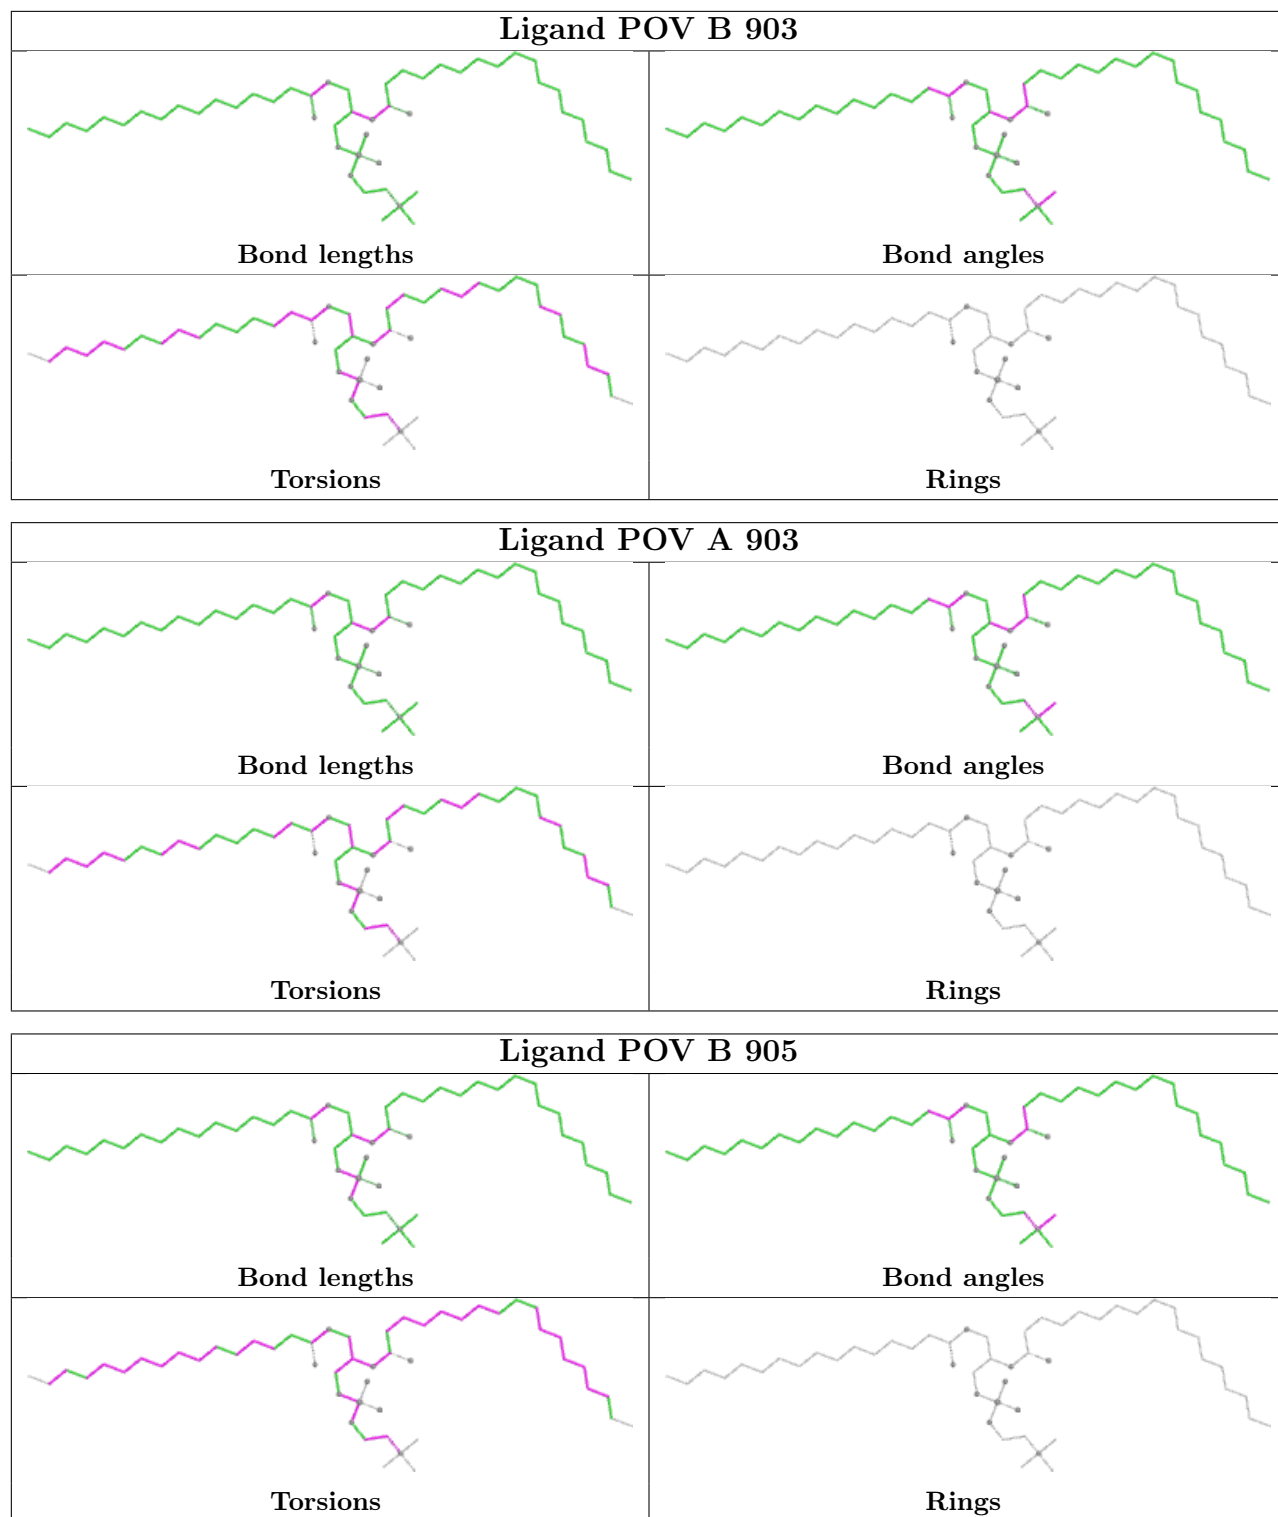 Ligand POV B 903
Bond lengths
Bond angles
Torsions
Rings
Ligand POV A 903
Bond lengths
Bond angles
Torsions
Rings
Ligand POV B 905
Bond lengths
Bond angles
Torsions
Rings